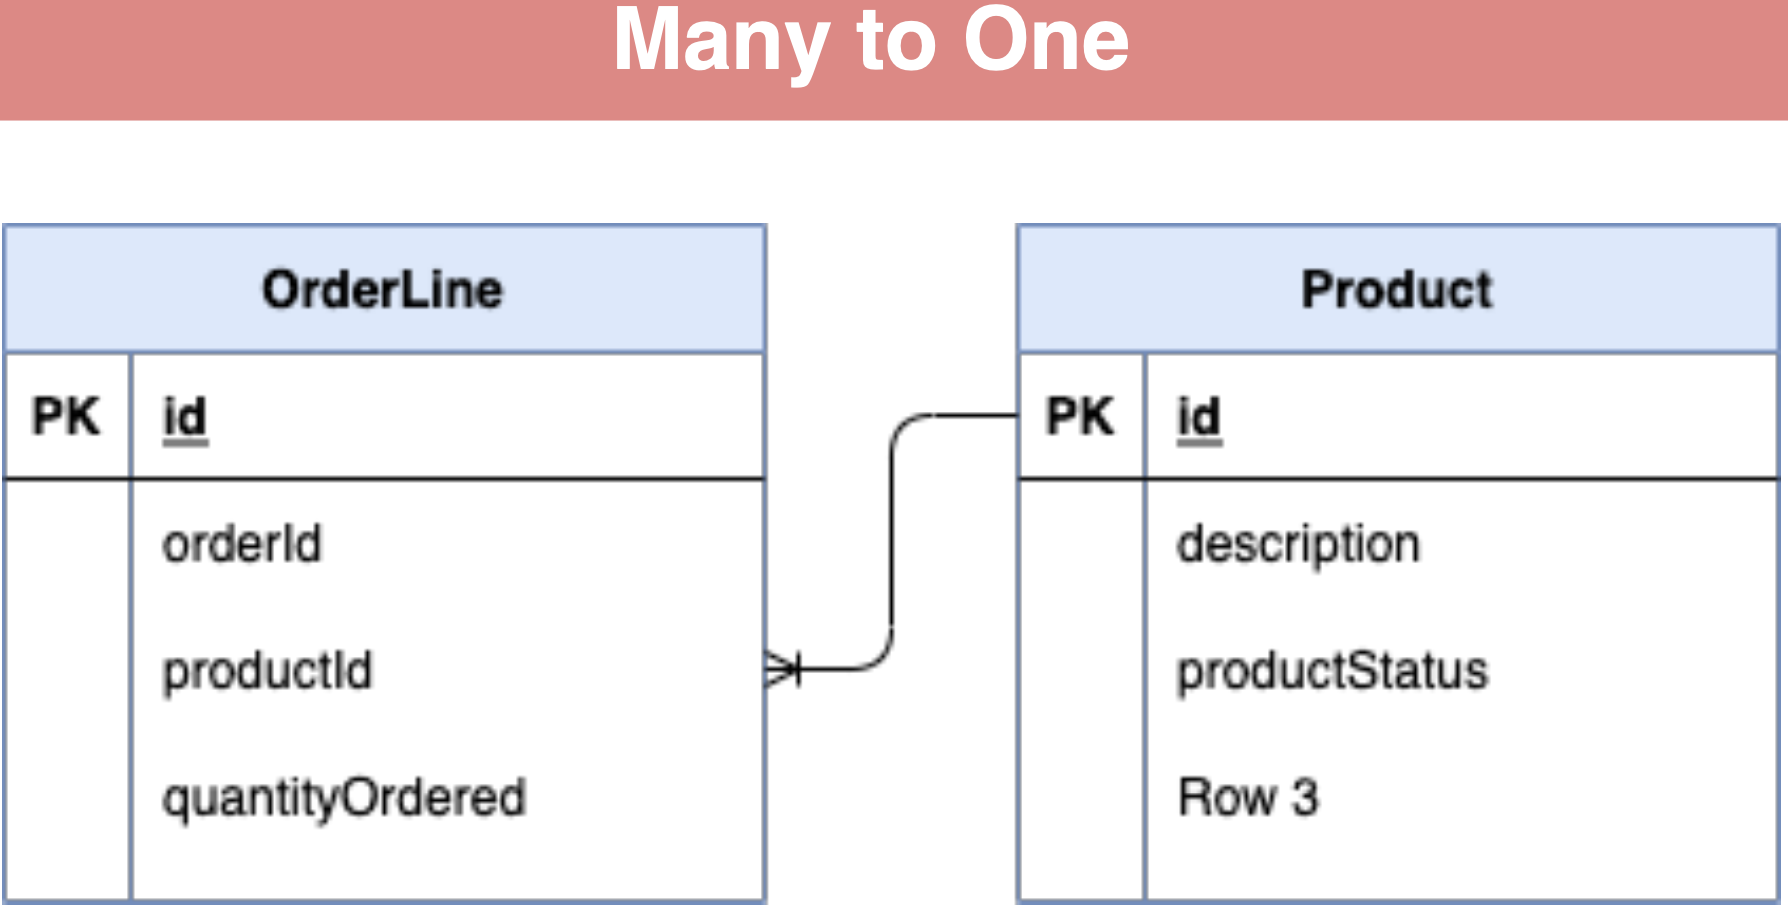 Many to One
OrderLine
PK id
orderId
productId
quantityOrdered
Product
PK id
description
productStatus
Row 3